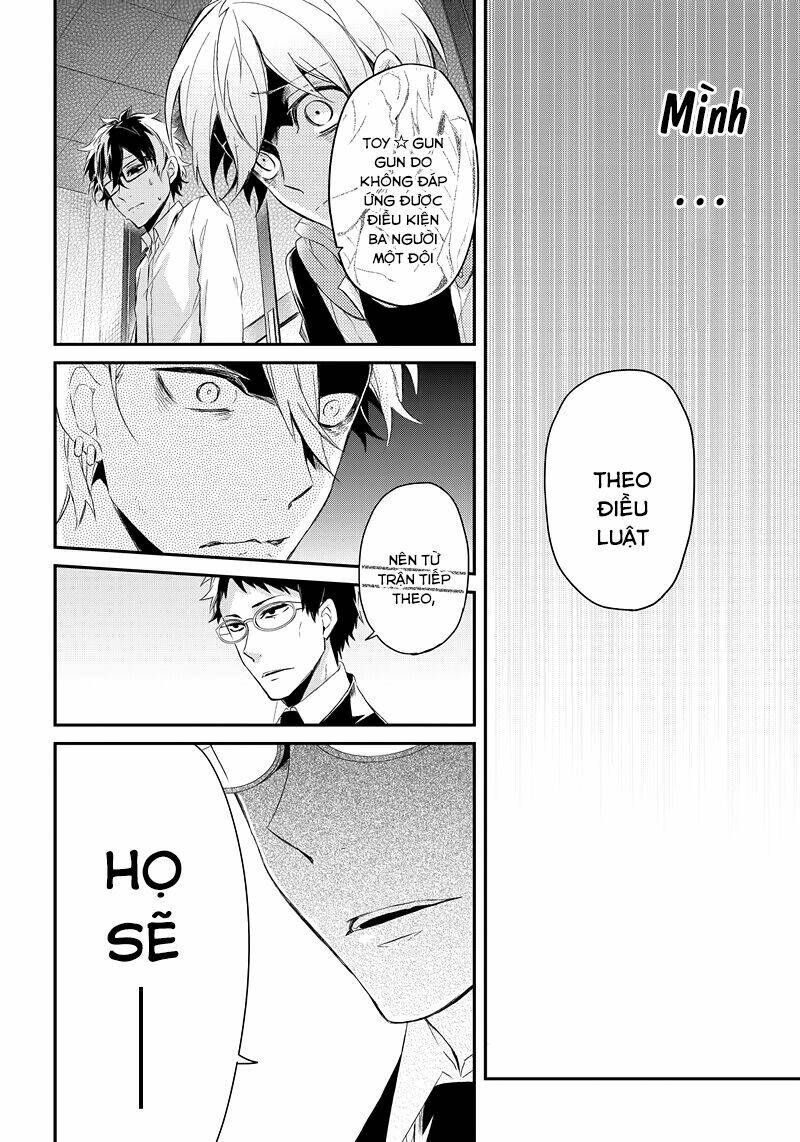 Mình
...
THEO
ĐIỀU
LUẬT
TOY ☆ GUN
GUN DO
KHÔNG ĐÁP
ỨNG ĐƯỢC
ĐIỀU KIỆN
BA NGƯỜI
MỘT ĐỘI
NÊN TỪ
TRẬN TIẾP
THEO,
HỌ
SẼ
—